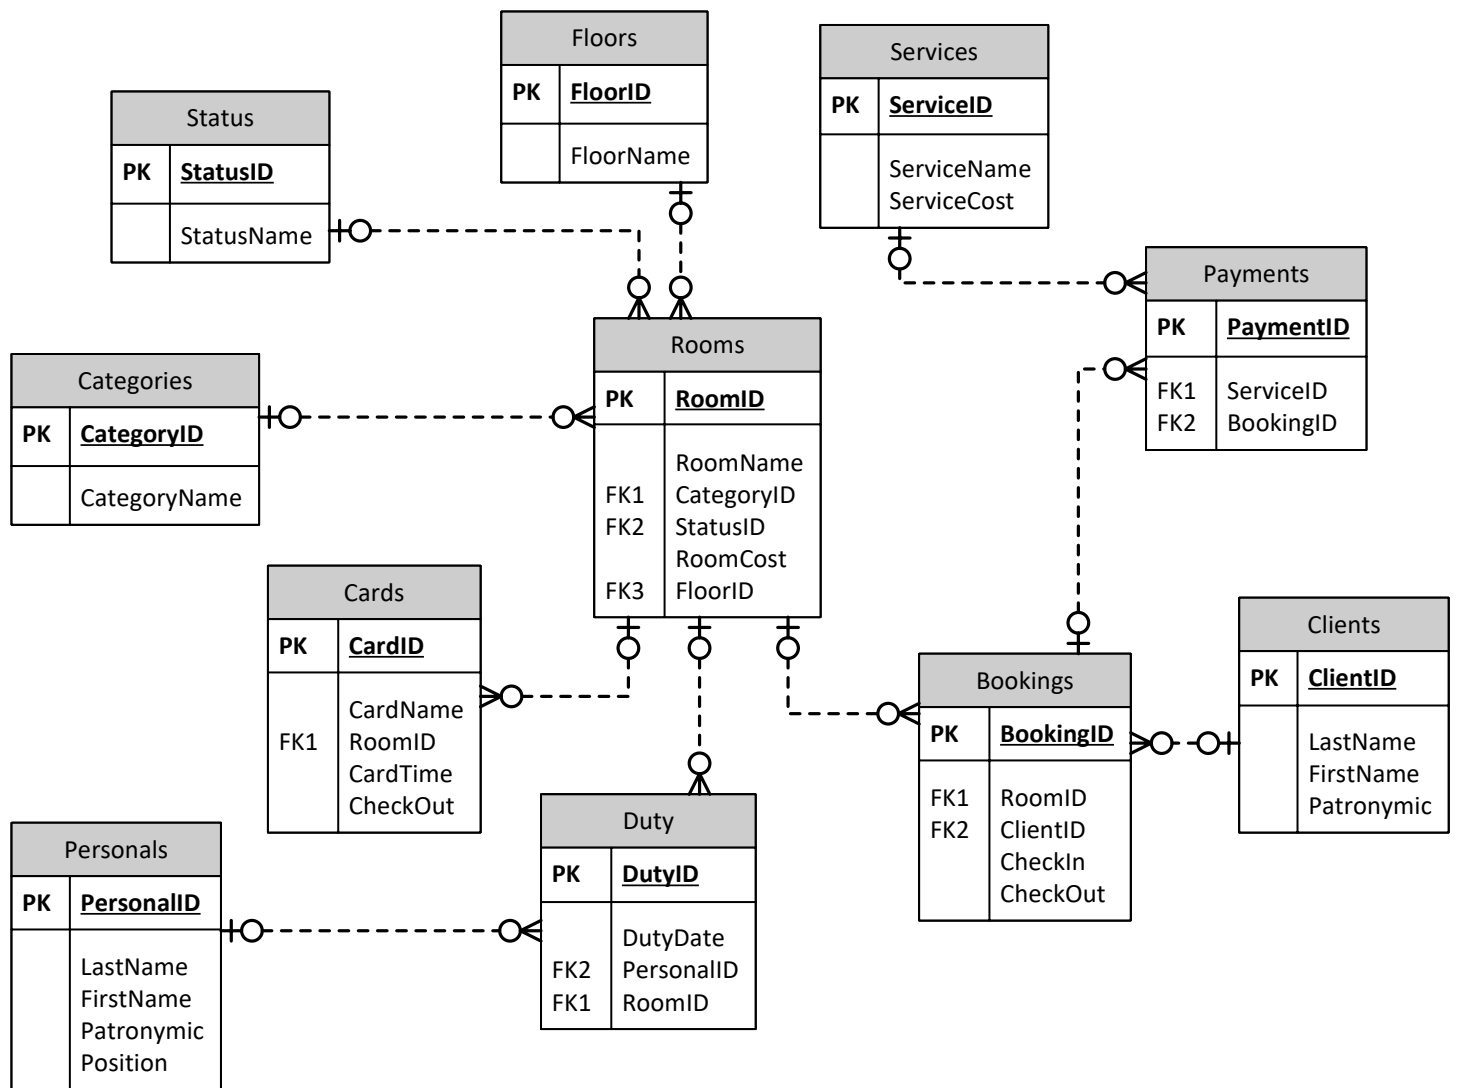 Floors
PK FloorID
FloorName
Services
PK ServiceID
ServiceName
ServiceCost
Status
PK StatusID
StatusName
Payments
PK PaymentID
FK1 ServiceID
FK2 BookingID
Rooms
PK RoomID
RoomName
FK1 CategoryID
FK2 StatusID
RoomCost
FK3 FloorID
Categories
PK CategoryID
CategoryName
Cards
PK CardID
CardName
FK1 RoomID
CardTime
CheckOut
Clients
PK ClientID
LastName
FirstName
Patronymic
Bookings
PK BookingID
FK1 RoomID
FK2 ClientID
CheckIn
CheckOut
Duty
PK DutyID
DutyDate
FK2 PersonalID
FK1 RoomID
Personals
PK PersonalID
LastName
FirstName
Patronymic
Position